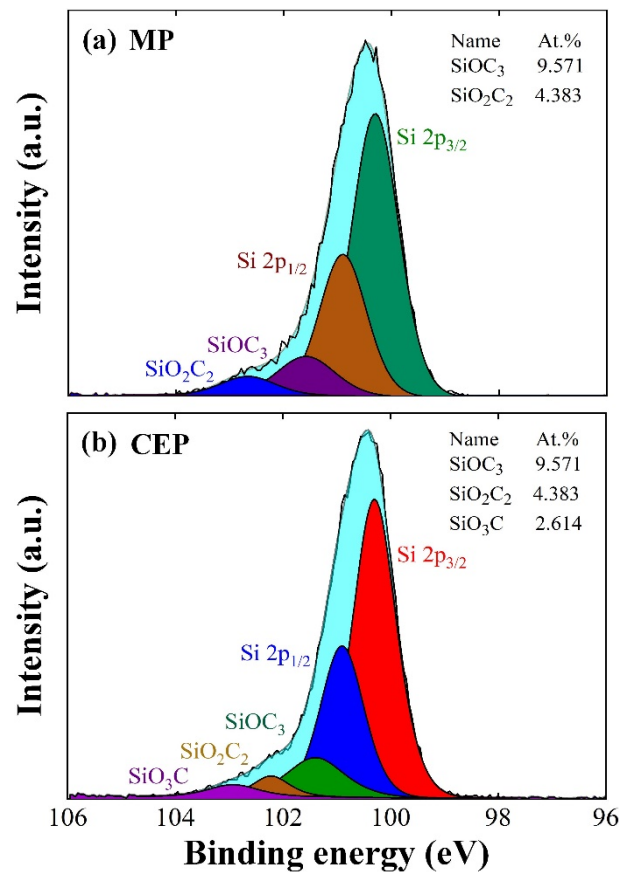 (a) MP
Name At.%
SiOC₃ 9.571
SiO₂C₂ 4.383
Si 2p₃/₂
Si 2p₁/₂
SiOC₃
SiO₂C₂
Intensity (a.u.)
(b) CEP
Name At.%
SiOC₃ 9.571
SiO₂C₂ 4.383
SiO₃C 2.614
Si 2p₃/₂
Si 2p₁/₂
SiOC₃
SiO₂C₂
SiO₃C
Intensity (a.u.)
106 104 102 100 98 96
Binding energy (eV)